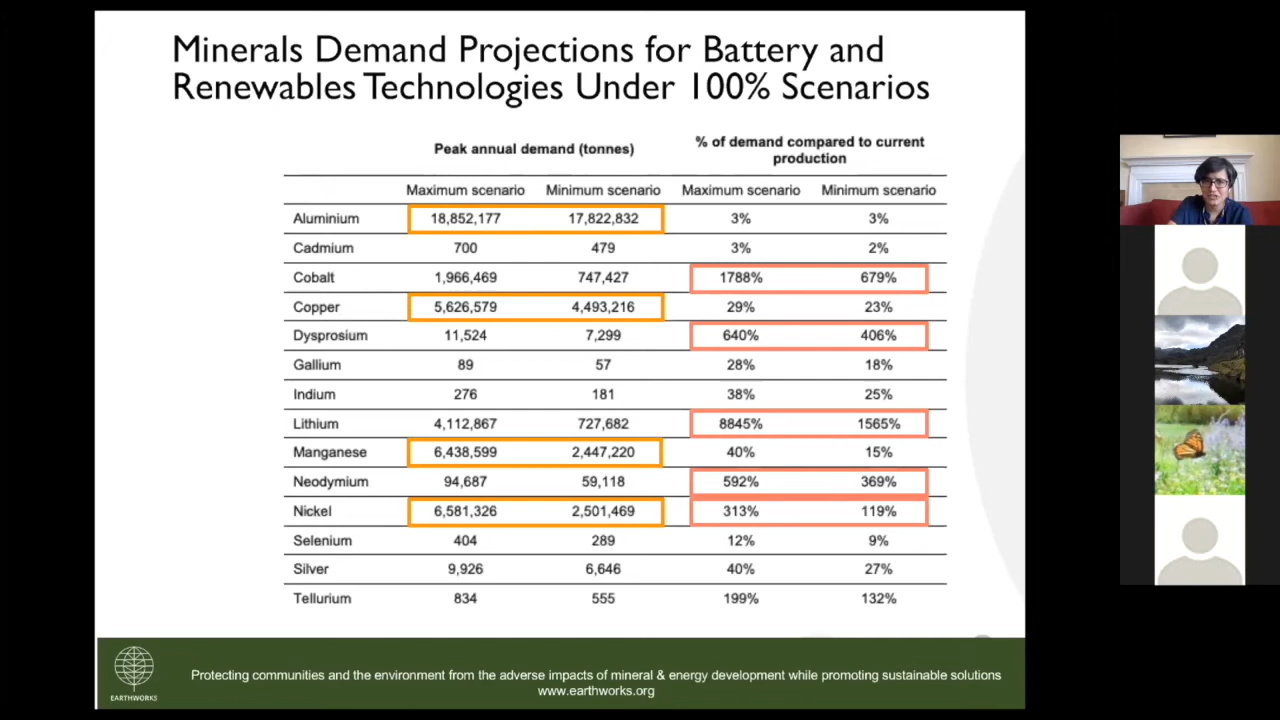 Minerals Demand Projections for Battery and
Renewables Technologies Under 100% Scenarios
Peak annual demand (tonnes) % of demand compared to current
production
Maximum scenario Minimum scenario Maximum scenario Minimum scenario
Aluminium 18,852,177 17,822,832 3% 3%
Cadmium 700 479 3% 2%
Cobalt 1,966,469 747,427 1788% 679%
Copper 5,626,579 4,493,216 29% 23%
Dysprosium 11,524 7,299 640% 406%
Gallium 89 57 28% 18%
Indium 276 181 38% 25%
Lithium 4,112,867 727,682 8845% 1565%
Manganese 6,438,599 2,447,220 40% 15%
Neodymium 94,687 59,118 592% 369%
Nickel 6,581,326 2,501,469 313% 119%
Selenium 404 289 12% 9%
Silver 9,926 6,646 40% 27%
Tellurium 834 555 199% 132%
Protecting communities and the environment from the adverse impacts of mineral & energy development while promoting sustainable solutions
www.earthworks.org
EARTHWORKS